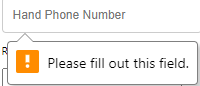 Hand Phone Number
Please fill out this field.